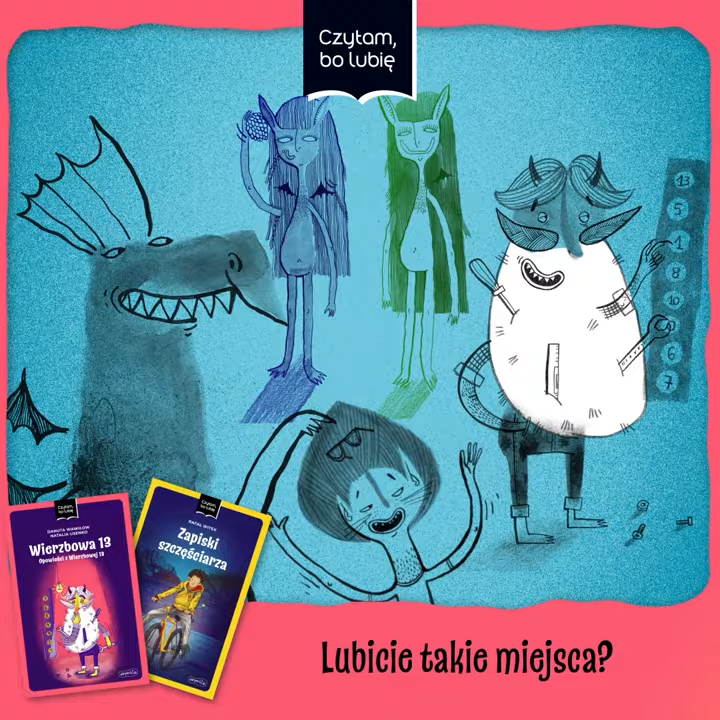 Czytam,
bo lubię
13
5
1
8
10
6
7
Czytam,
bo lubię
DANUTA WAWIŁOW
NATALIA USENKO
Wierzbowa 13
Opowieści z Wierzbowej 13
Czytam,
bo lubię
RAFAŁ WITEK
Zapiski
szczęściarza
Lubicie takie miejsca?